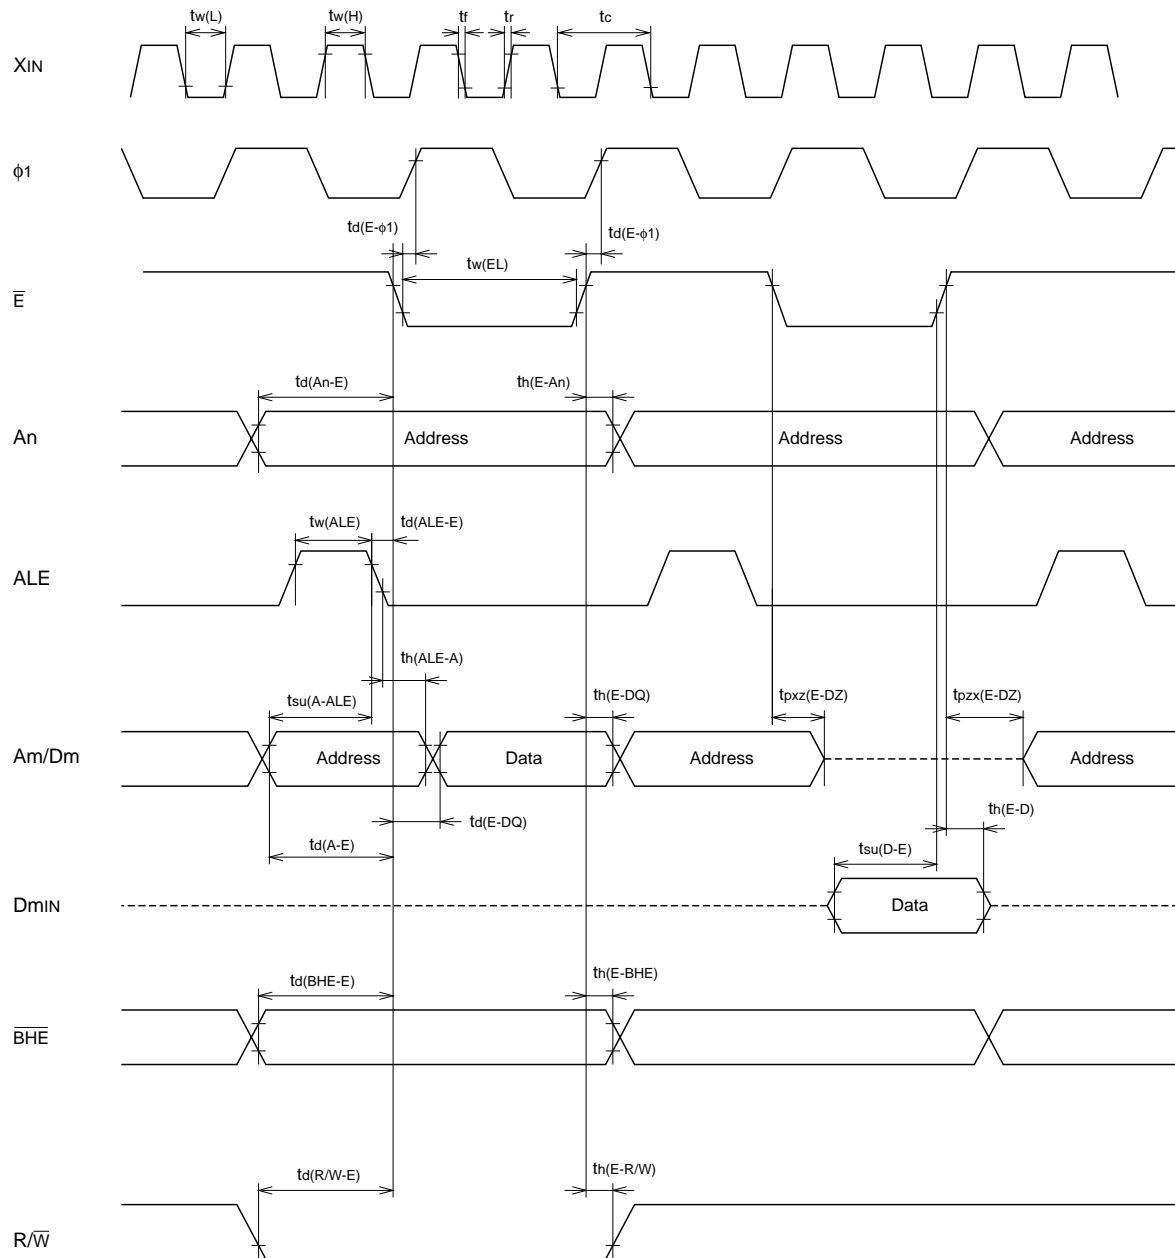 tw(L) tw(H) tf tr tc
XIN
ϕ1
td(E-ϕ1) td(E-ϕ1)
tw(EL)
E̅
td(An-E) th(E-An)
An Address Address Address
tw(ALE) td(ALE-E)
ALE
th(ALE-A)
tsu(A-ALE) th(E-DQ) tpxz(E-DZ) tpzx(E-DZ)
Am/Dm Address Data Address Address
th(E-D)
td(E-DQ)
td(A-E) tsu(D-E)
DmIN Data
td(BHE-E) th(E-BHE)
B̅H̅E̅
td(R/W-E) th(E-R/W)
R/W̅